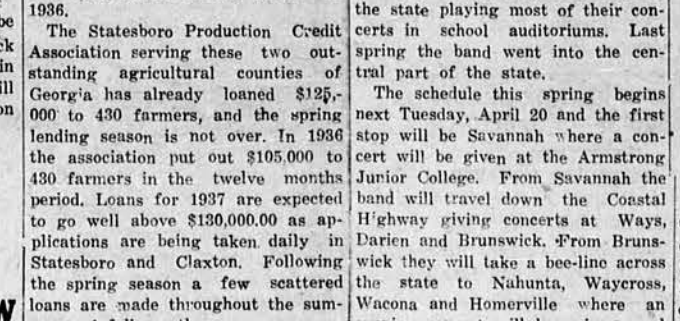 be
ck
in
ill
on
W
1936.
The Statesboro Production Credit
Association serving these two out-
standing agricultural counties of
Georgia has already loaned $125,-
000 to 430 farmers, and the spring
lending season is not over. In 1936
the association put out $105,000 to
430 farmers in the twelve months
period. Loans for 1937 are expected
to go well above $130,000.00 as ap-
plications are being taken daily in
Statesboro and Claxton. Following
the spring season a few scattered
loans are made throughout the sum-
the state playing most of their con-
certs in school auditoriums. Last
spring the band went into the cen-
tral part of the state.
The schedule this spring begins
next Tuesday, April 20 and the first
stop will be Savannah where a con-
cert will be given at the Armstrong
Junior College. From Savannah the
band will travel down the Coastal
Highway giving concerts at Ways,
Darien and Brunswick. From Bruns-
wick they will take a bee-line across
the state to Nahunta, Waycross,
Wacona and Homerville where an